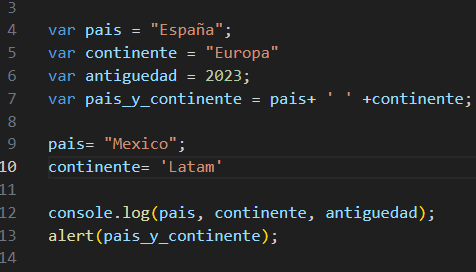 3
4 var pais = "España";
5 var continente = "Europa"
6 var antiguedad = 2023;
7 var pais_y_continente = pais+ ' ' +continente;
8
9 pais= "Mexico";
10 continente= 'Latam'
11
12 console.log(pais, continente, antiguedad);
13 alert(pais_y_continente);